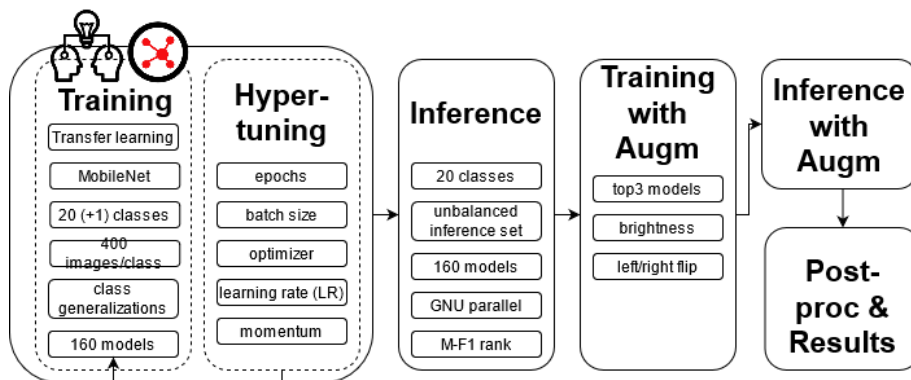 Training
Transfer learning
MobileNet
20 (+1) classes
400
images/class
class
generalizations
160 models
Hyper-
tuning
epochs
batch size
optimizer
learning rate (LR)
momentum
Inference
20 classes
unbalanced
inference set
160 models
GNU parallel
M-F1 rank
Training
with
Augm
top3 models
brightness
left/right flip
Inference
with
Augm
Post-
proc &
Results